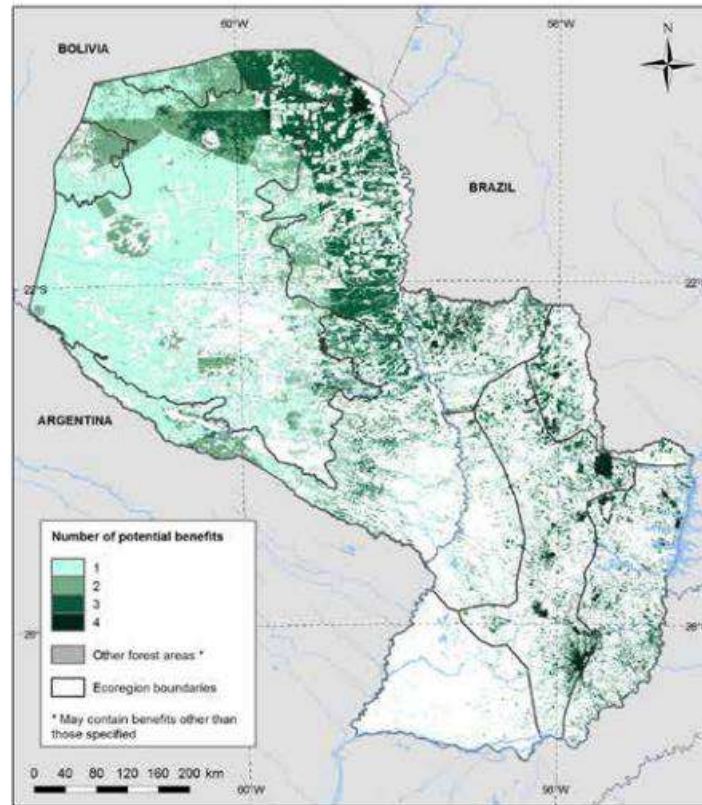 60°W
56°W
N
BOLIVIA
BRAZIL
22°S
22°S
ARGENTINA
Number of potential benefits
1
2
3
4
Other forest areas *
Ecoregion boundaries
* May contain benefits other than
those specified
26°S
26°S
0 40 80 120 160 200 km
60°W
56°W